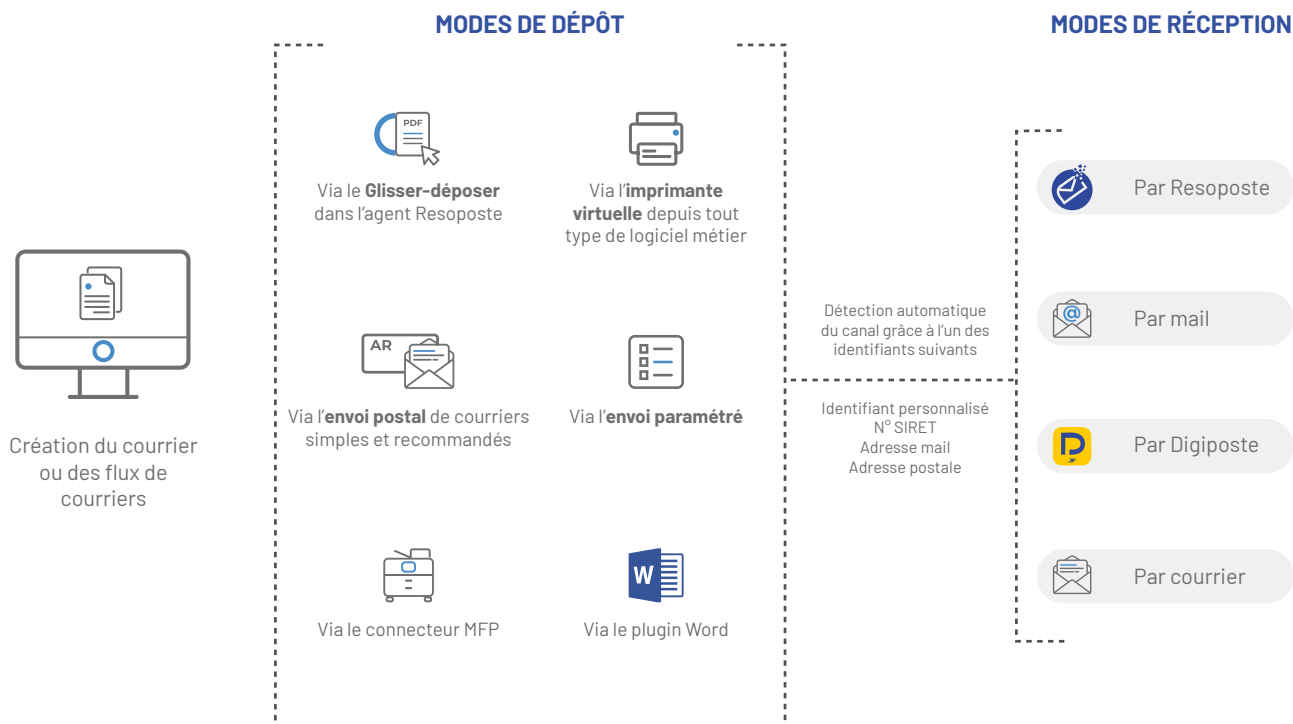 MODES DE DÉPÔT
MODES DE RÉCEPTION
PDF
Via le Glisser-déposer
dans l'agent Resoposte
Via l'imprimante
virtuelle depuis tout
type de logiciel métier
AR
Via l'envoi postal de courriers
simples et recommandés
Via l'envoi paramétré
Création du courrier
ou des flux de
courriers
W
Via le connecteur MFP
Via le plugin Word
Détection automatique
du canal grâce à l'un des
identifiants suivants
Identifiant personnalisé
N° SIRET
Adresse mail
Adresse postale
Par Resoposte
@
Par mail
Par Digiposte
Par courrier